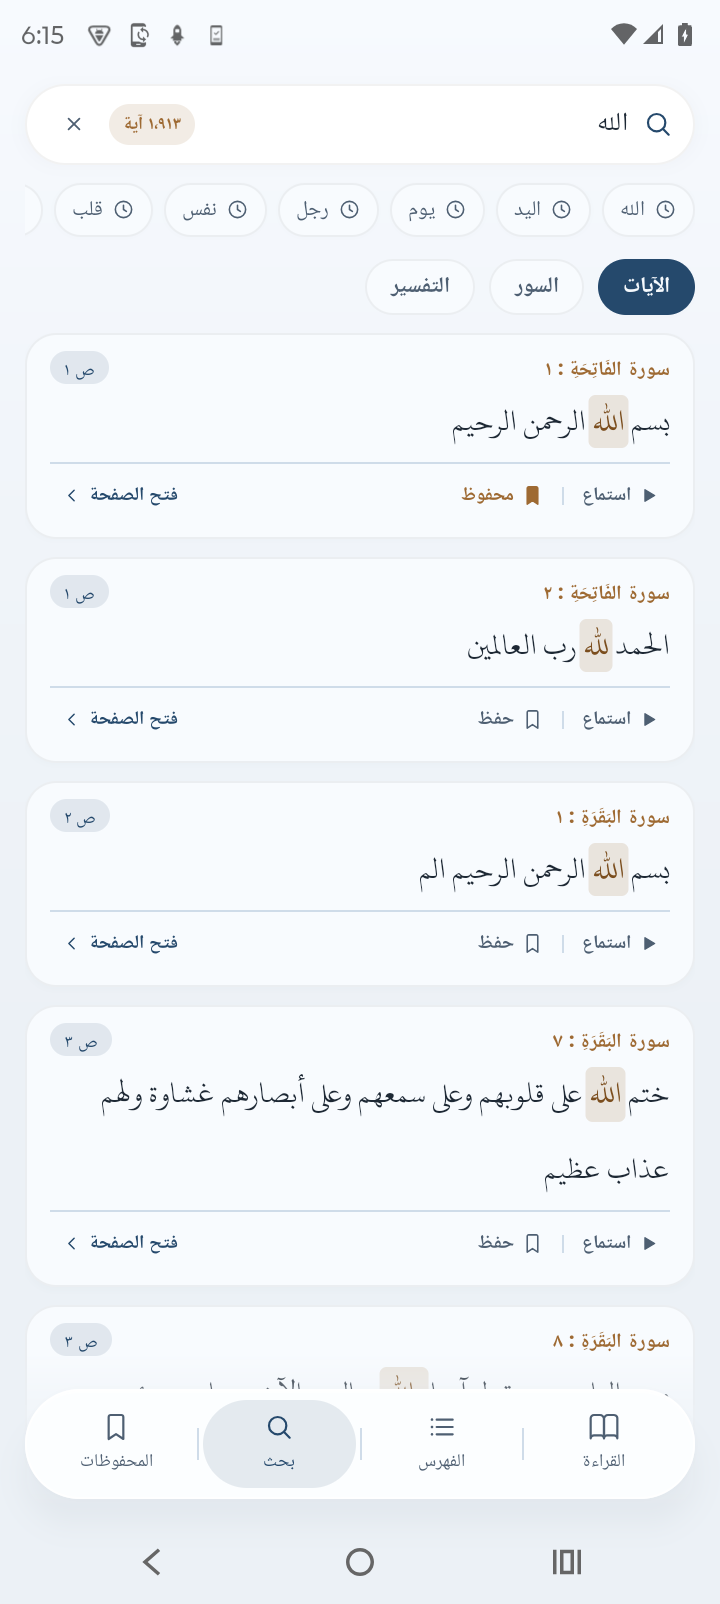 6:15
الله
١،٩١٣ آية
الله
اليد
يوم
رجل
نفس
قلب
الآيات
السور
التفسير
سورة الفَاتِحَةِ : ١
ص ١
بسم الله الرحمن الرحيم
استماع
محفوظ
فتح الصفحة
سورة الفَاتِحَةِ : ٢
ص ١
الحمد لله رب العالمين
استماع
حفظ
فتح الصفحة
سورة البَقَرَةِ : ١
ص ٢
بسم الله الرحمن الرحيم الم
استماع
حفظ
فتح الصفحة
سورة البَقَرَةِ : ٧
ص ٣
ختم الله على قلوبهم وعلى سمعهم وعلى أبصارهم غشاوة ولهم
عذاب عظيم
استماع
حفظ
فتح الصفحة
سورة البَقَرَةِ : ٨
ص ٣
القراءة
الفهرس
بحث
المحفوظات